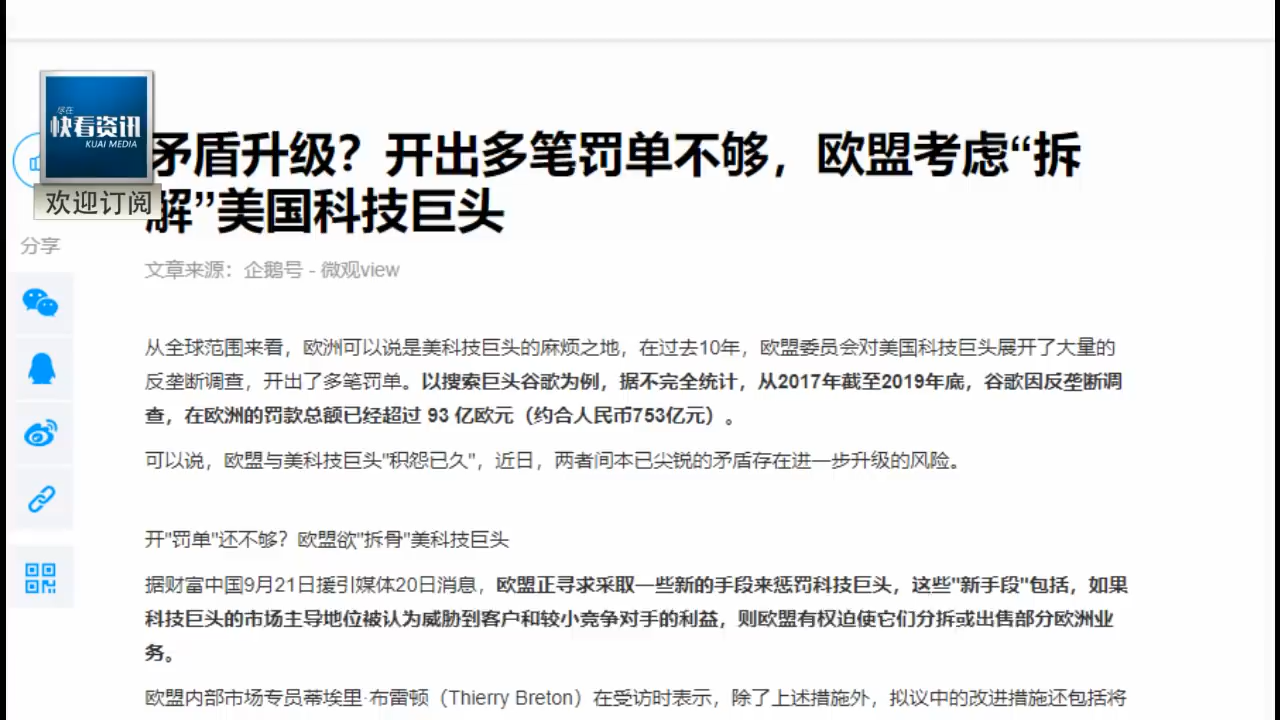 尽在
快看资讯
KUAI MEDIA
欢迎订阅
矛盾升级？开出多笔罚单不够，欧盟考虑“拆
解”美国科技巨头
分享
文章来源：企鹅号 - 微观view
从全球范围来看，欧洲可以说是美科技巨头的麻烦之地，在过去10年，欧盟委员会对美国科技巨头展开了大量的
反垄断调查，开出了多笔罚单。以搜索巨头谷歌为例，据不完全统计，从2017年截至2019年底，谷歌因反垄断调
查，在欧洲的罚款总额已经超过 93 亿欧元（约合人民币753亿元）。
可以说，欧盟与美科技巨头"积怨已久"，近日，两者间本已尖锐的矛盾存在进一步升级的风险。
开"罚单"还不够？欧盟欲"拆骨"美科技巨头
据财富中国9月21日援引媒体20日消息，欧盟正寻求采取一些新的手段来惩罚科技巨头，这些"新手段"包括，如果
科技巨头的市场主导地位被认为威胁到客户和较小竞争对手的利益，则欧盟有权迫使它们分拆或出售部分欧洲业
务。
欧盟内部市场专员蒂埃里·布雷顿（Thierry Breton）在受访时表示，除了上述措施外，拟议中的改进措施还包括将